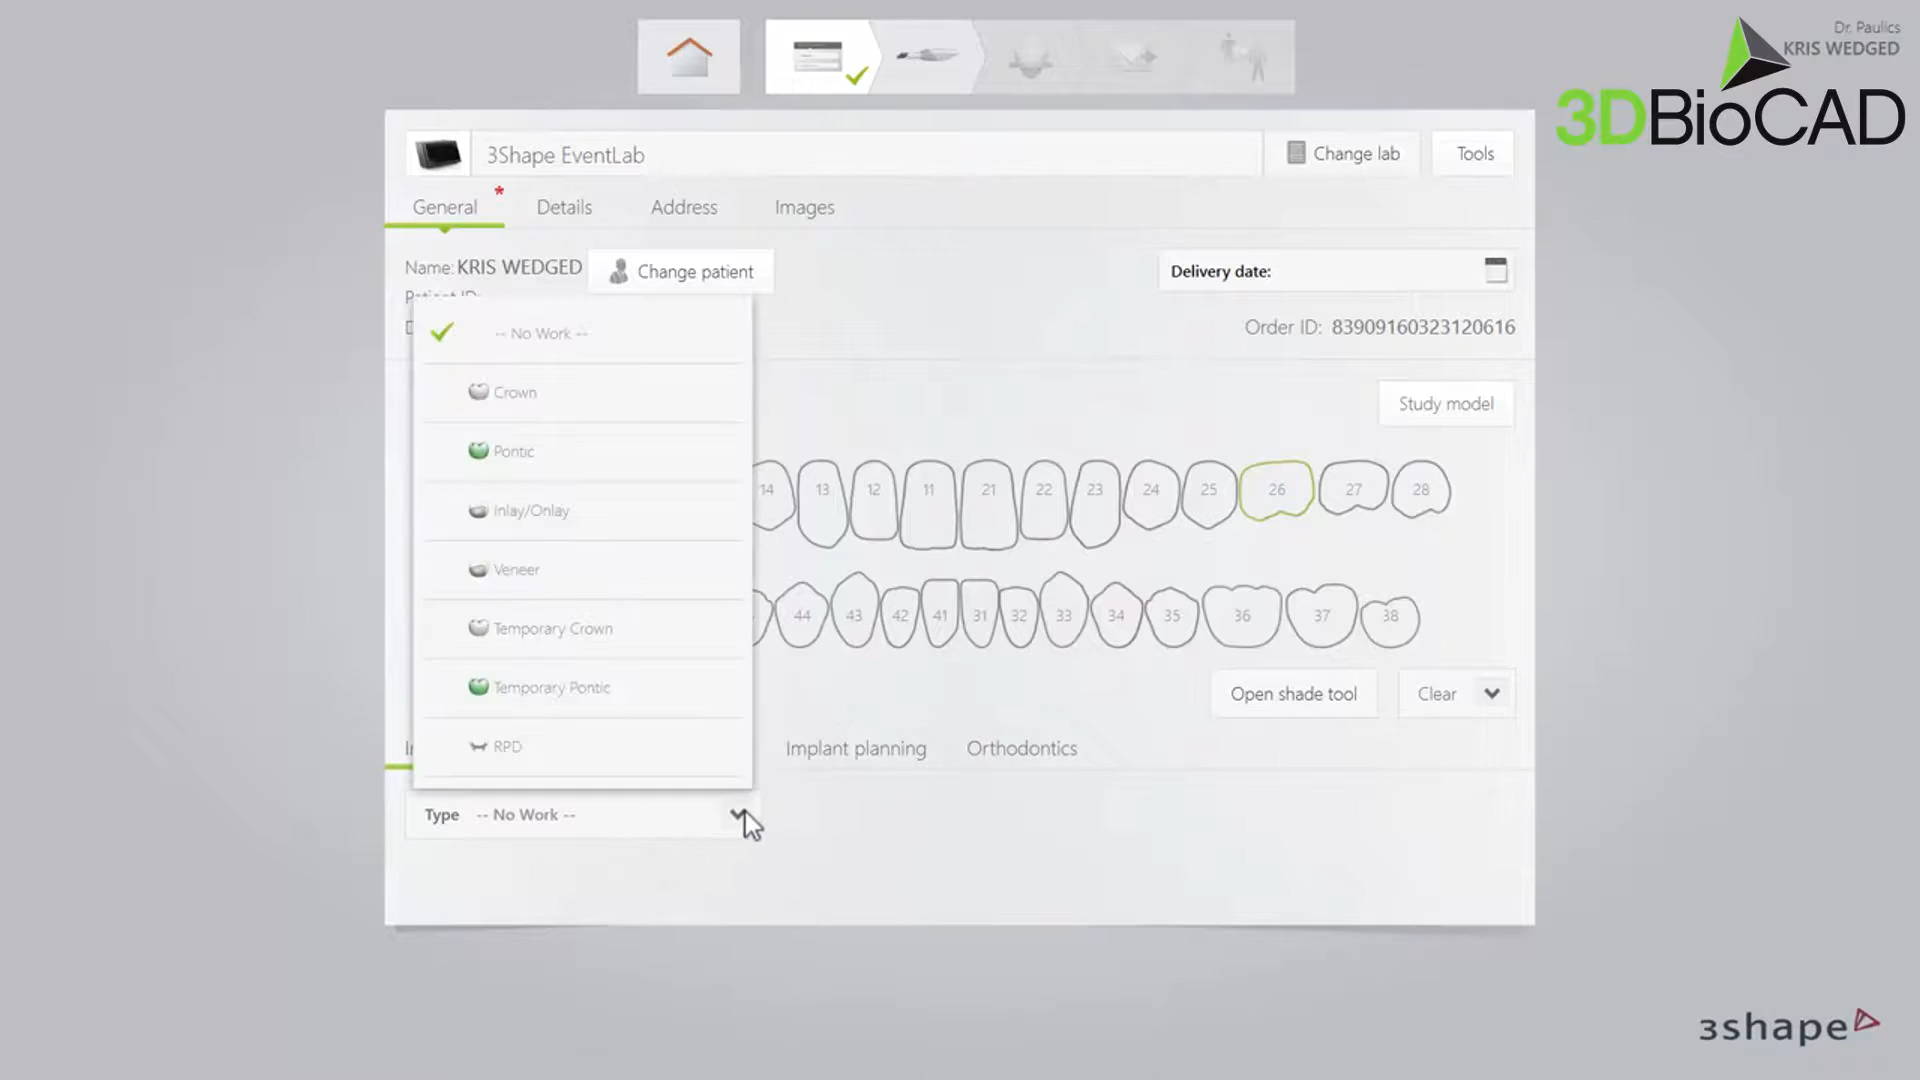 Dr. Paulics
KRIS WEDGED
3DBioCAD
3Shape EventLab
Change lab
Tools
General *
Details
Address
Images
Name: KRIS WEDGED
Change patient
Delivery date:
Patient ID:
Order ID: 83909160323120616
-- No Work --
Crown
Pontic
Inlay/Onlay
Veneer
Temporary Crown
Temporary Pontic
RPD
Study model
14 13 12 11 21 22 23 24 25 26 27 28
44 43 42 41 31 32 33 34 35 36 37 38
Open shade tool
Clear
Implant planning
Orthodontics
Type -- No Work --
3shape